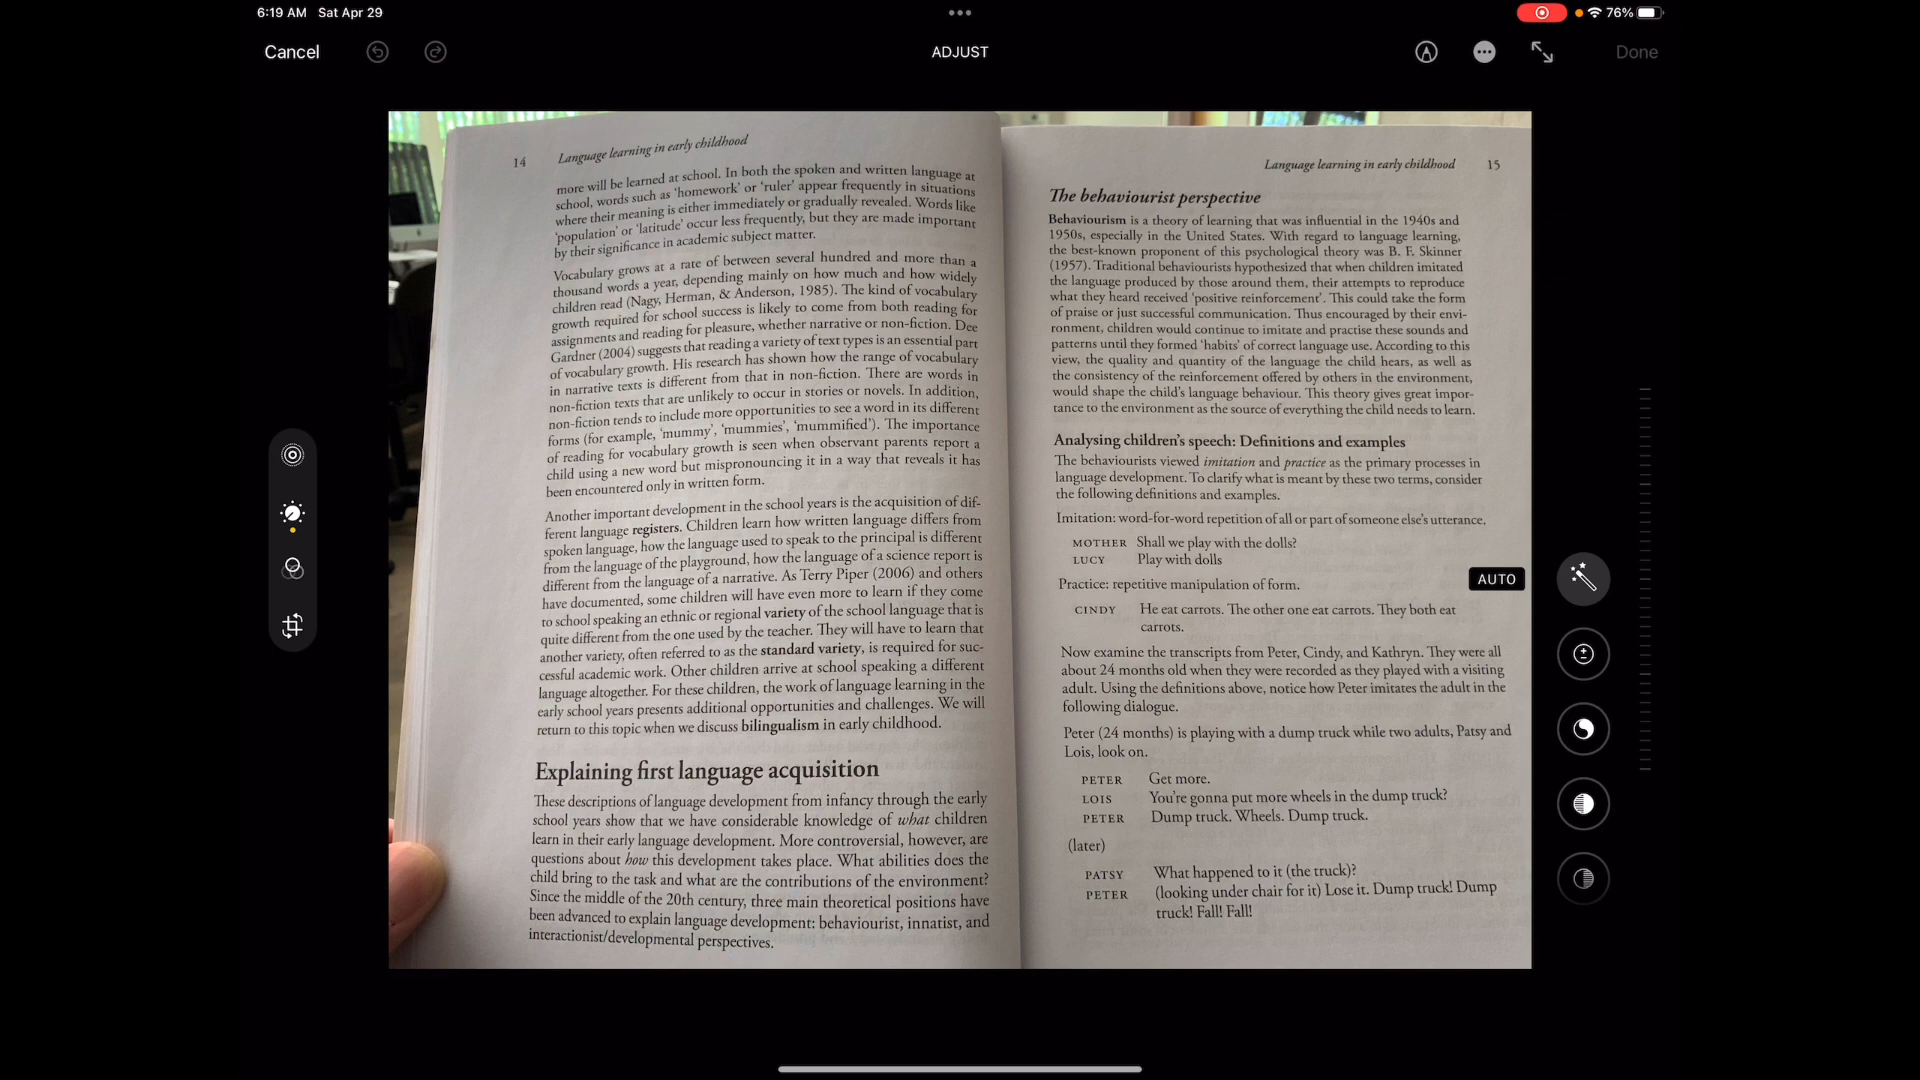 6:19 AM Sat Apr 29
76%
Cancel
ADJUST
Done
14 Language learning in early childhood
more will be learned at school. In both the spoken and written language at
school, words such as ‘homework’ or ‘ruler’ appear frequently in situations
where their meaning is either immediately or gradually revealed. Words like
‘population’ or ‘latitude’ occur less frequently, but they are made important
by their significance in academic subject matter.
Vocabulary grows at a rate of between several hundred and more than a
thousand words a year, depending mainly on how much and how widely
children read (Nagy, Herman, & Anderson, 1985). The kind of vocabulary
growth required for school success is likely to come from both reading for
assignments and reading for pleasure, whether narrative or non-fiction. Dee
Gardner (2004) suggests that reading a variety of text types is an essential part
of vocabulary growth. His research has shown how the range of vocabulary
in narrative texts is different from that in non-fiction. There are words in
non-fiction texts that are unlikely to occur in stories or novels. In addition,
non-fiction tends to include more opportunities to see a word in its different
forms (for example, ‘mummy’, ‘mummies’, ‘mummified’). The importance
of reading for vocabulary growth is seen when observant parents report a
child using a new word but mispronouncing it in a way that reveals it has
been encountered only in written form.
Another important development in the school years is the acquisition of dif-
ferent language registers. Children learn how written language differs from
spoken language, how the language used to speak to the principal is different
from the language of the playground, how the language of a science report is
different from the language of a narrative. As Terry Piper (2006) and others
have documented, some children will have even more to learn if they come
to school speaking an ethnic or regional variety of the school language that is
quite different from the one used by the teacher. They will have to learn that
another variety, often referred to as the standard variety, is required for suc-
cessful academic work. Other children arrive at school speaking a different
language altogether. For these children, the work of language learning in the
early school years presents additional opportunities and challenges. We will
return to this topic when we discuss bilingualism in early childhood.
Explaining first language acquisition
These descriptions of language development from infancy through the early
school years show that we have considerable knowledge of what children
learn in their early language development. More controversial, however, are
questions about how this development takes place. What abilities does the
child bring to the task and what are the contributions of the environment?
Since the middle of the 20th century, three main theoretical positions have
been advanced to explain language development: behaviourist, innatist, and
interactionist/developmental perspectives.
Language learning in early childhood 15
The behaviourist perspective
Behaviourism is a theory of learning that was influential in the 1940s and
1950s, especially in the United States. With regard to language learning,
the best-known proponent of this psychological theory was B. F. Skinner
(1957). Traditional behaviourists hypothesized that when children imitated
the language produced by those around them, their attempts to reproduce
what they heard received ‘positive reinforcement’. This could take the form
of praise or just successful communication. Thus encouraged by their envi-
ronment, children would continue to imitate and practise these sounds and
patterns until they formed ‘habits’ of correct language use. According to this
view, the quality and quantity of the language the child hears, as well as
the consistency of the reinforcement offered by others in the environment,
would shape the child’s language behaviour. This theory gives great impor-
tance to the environment as the source of everything the child needs to learn.
Analysing children’s speech: Definitions and examples
The behaviourists viewed imitation and practice as the primary processes in
language development. To clarify what is meant by these two terms, consider
the following definitions and examples.
Imitation: word-for-word repetition of all or part of someone else’s utterance.
MOTHER Shall we play with the dolls?
LUCY Play with dolls
Practice: repetitive manipulation of form.
CINDY He eat carrots. The other one eat carrots. They both eat
carrots.
Now examine the transcripts from Peter, Cindy, and Kathryn. They were all
about 24 months old when they were recorded as they played with a visiting
adult. Using the definitions above, notice how Peter imitates the adult in the
following dialogue.
Peter (24 months) is playing with a dump truck while two adults, Patsy and
Lois, look on.
PETER Get more.
LOIS You’re gonna put more wheels in the dump truck?
PETER Dump truck. Wheels. Dump truck.
(later)
PATSY What happened to it (the truck)?
PETER (looking under chair for it) Lose it. Dump truck! Dump
truck! Fall! Fall!
AUTO